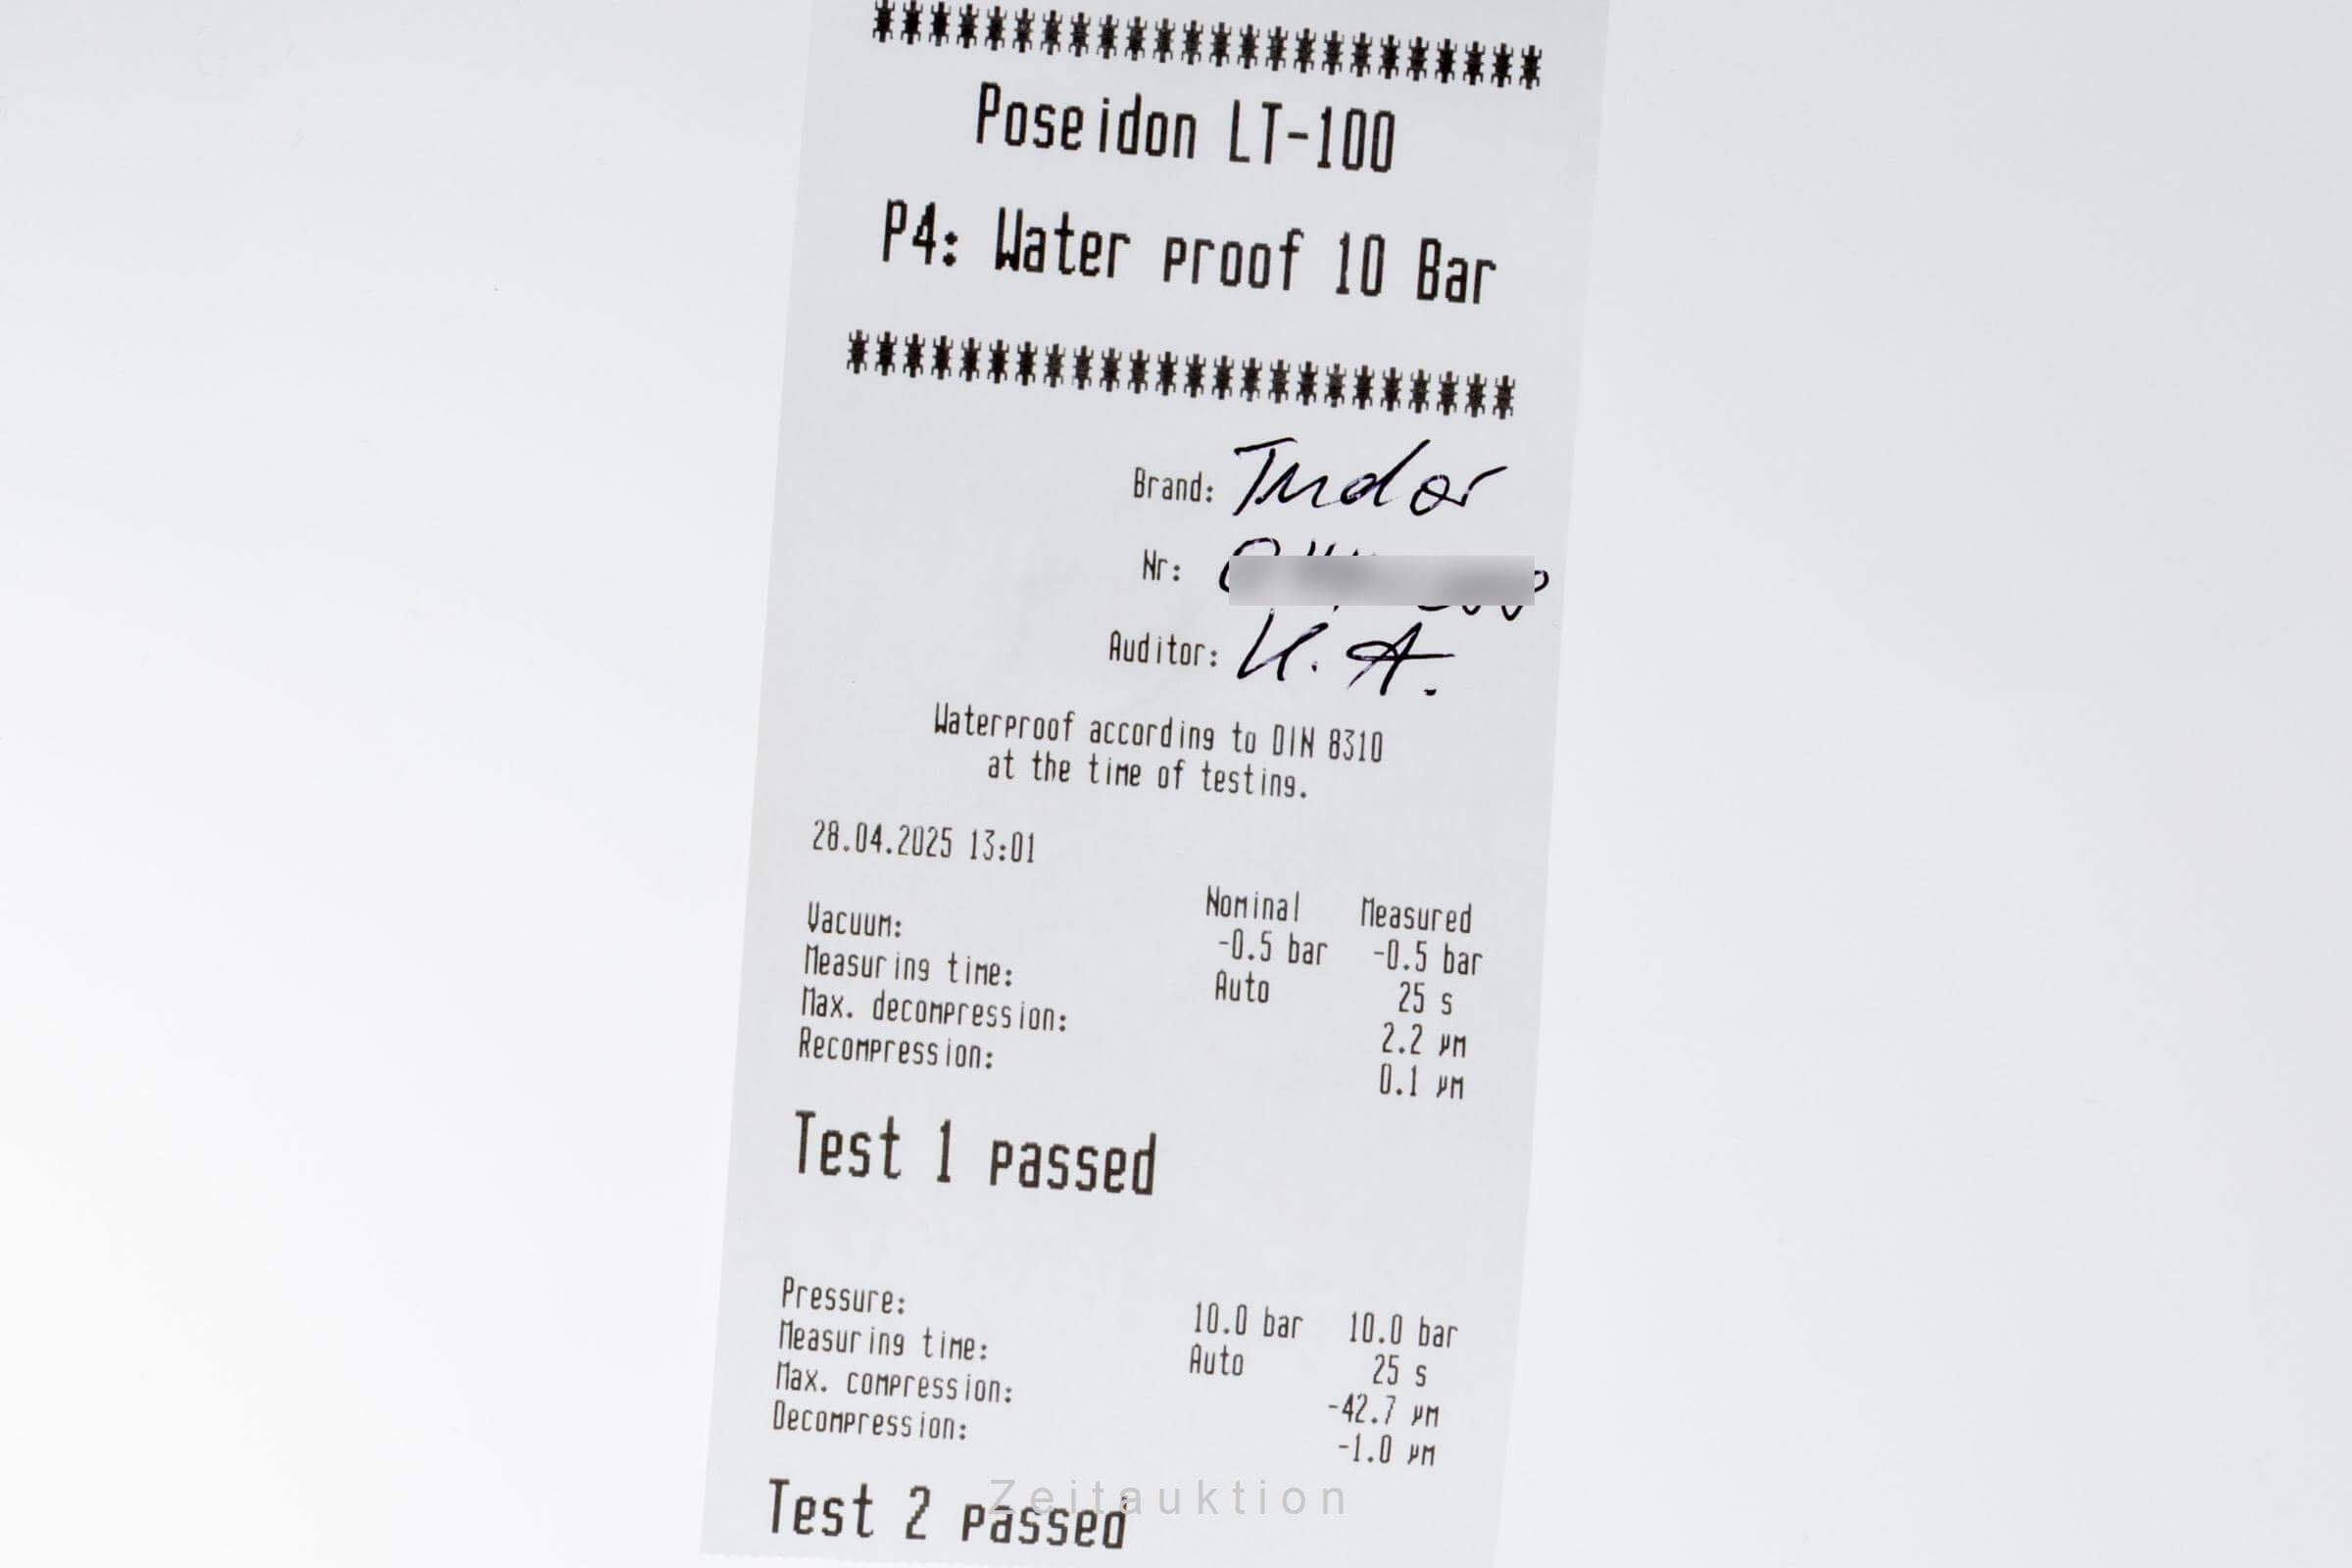 ************************
Poseidon LT-100
P4: Water proof 10 Bar
************************
Brand: Tudor
Nr:
Auditor: K. A.
Waterproof according to DIN 8310
at the time of testing.
28.04.2025 13:01
Nominal Measured
Vacuum: -0.5 bar -0.5 bar
Measuring time: Auto 25 s
Max. decompression: 2.2 µm
Recompression: 0.1 µm
Test 1 passed
Pressure: 10.0 bar 10.0 bar
Measuring time: Auto 25 s
Max. compression: -42.7 µm
Decompression: -1.0 µm
Test 2 passed
Zeitauktion